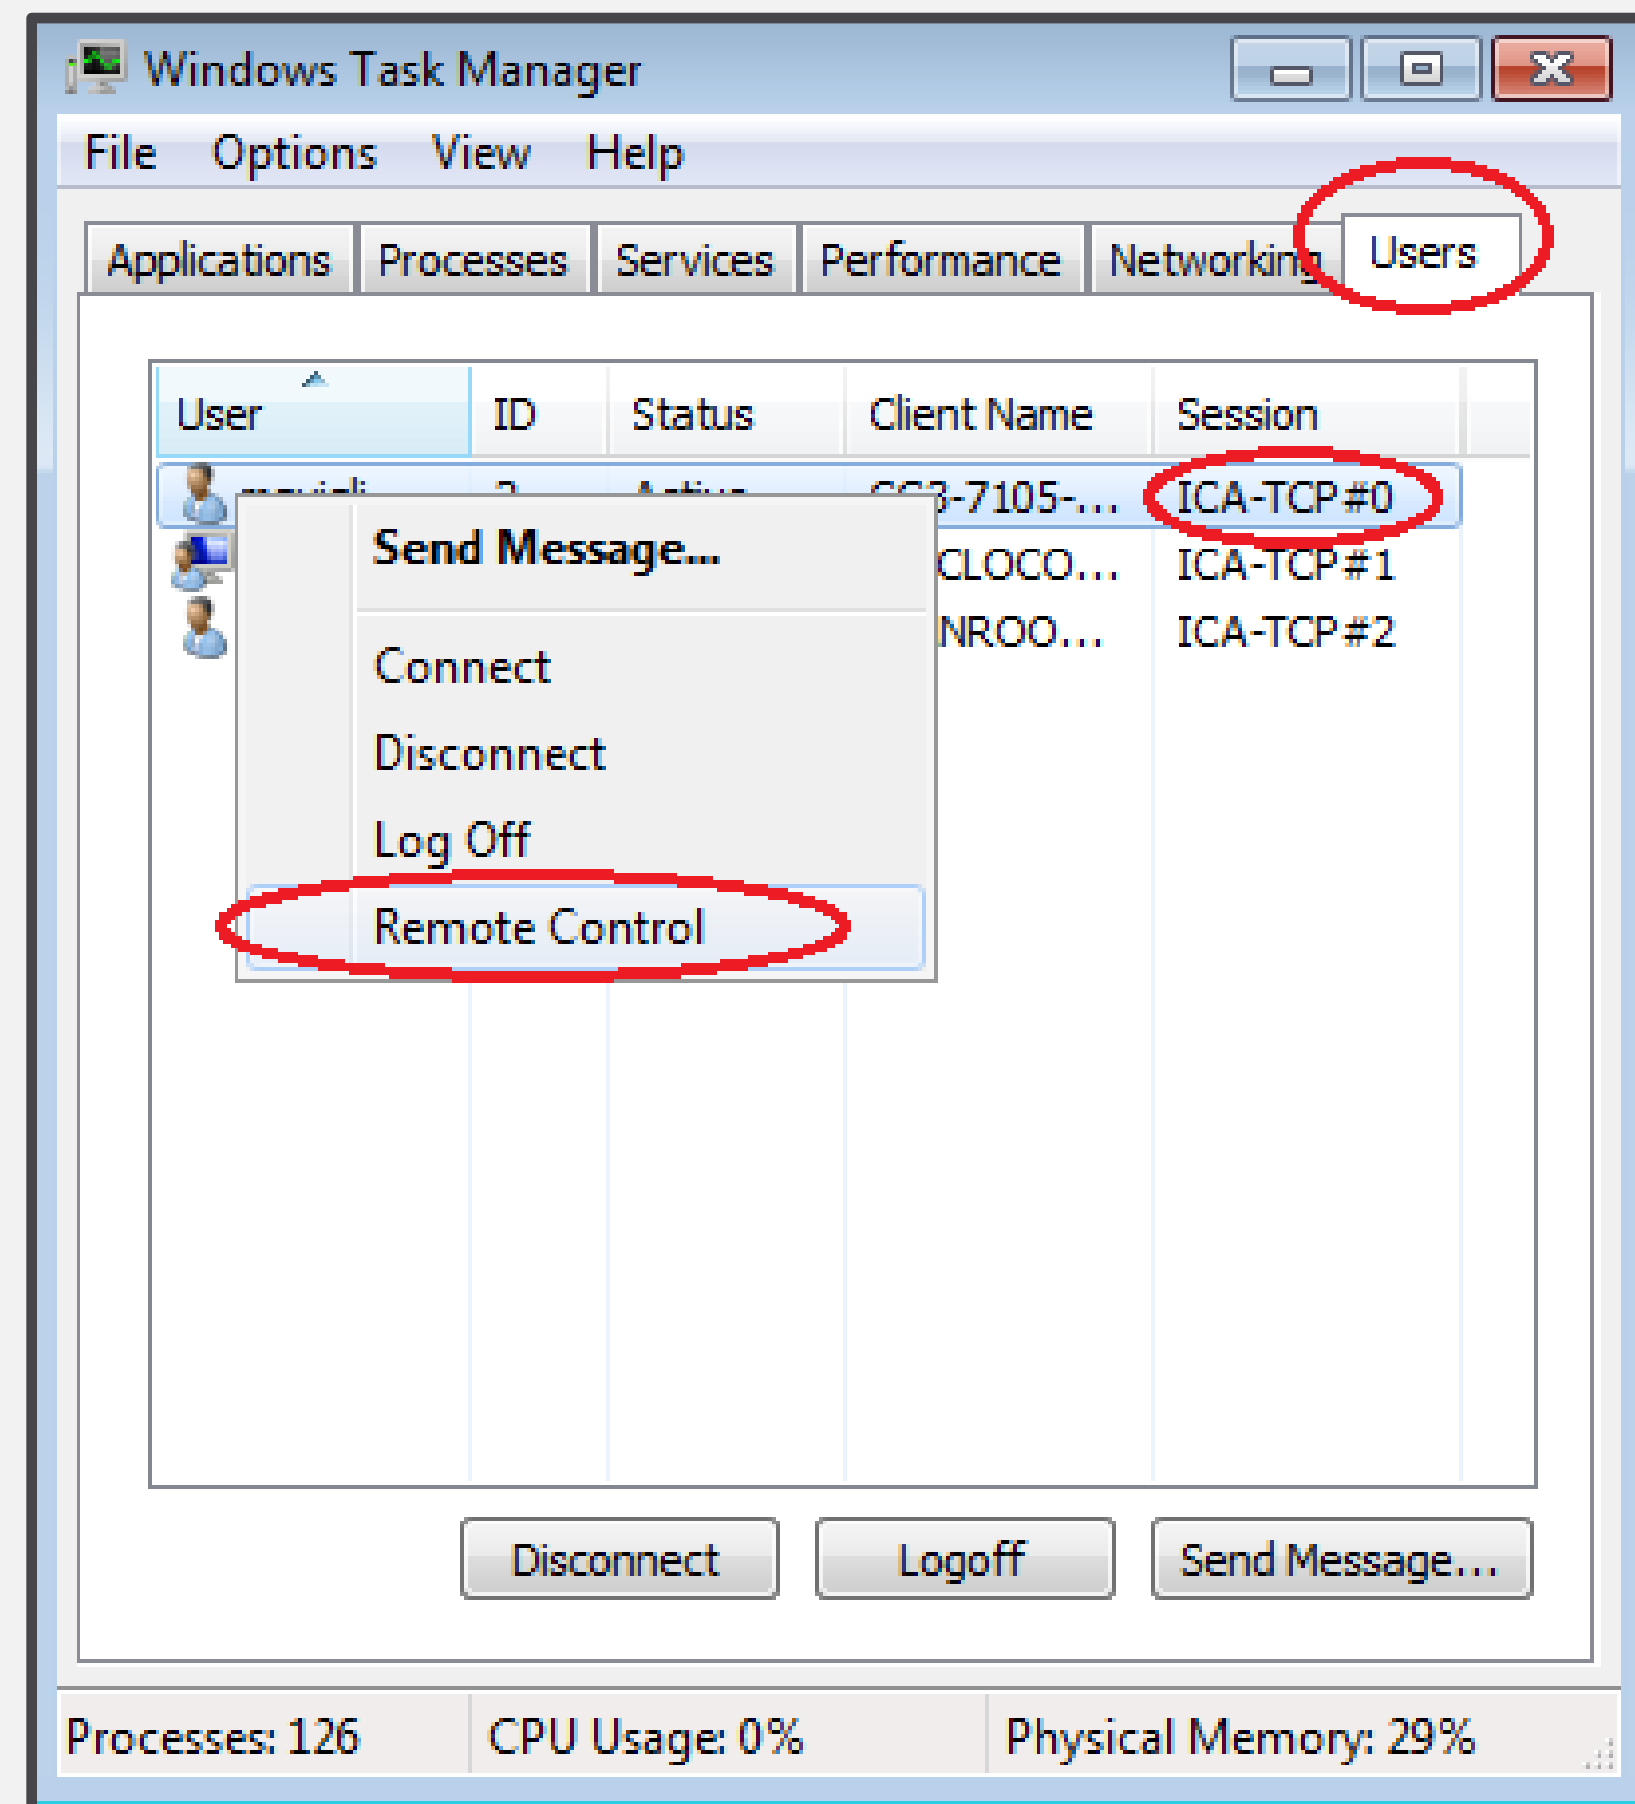 Windows Task Manager
File Options View Help
Applications Processes Services Performance Networking Users
User ID Status Client Name Session
-7105-... ICA-TCP#0
Send Message...
CLOCO... ICA-TCP#1
NROO... ICA-TCP#2
Connect
Disconnect
Log Off
Remote Control
Disconnect Logoff Send Message...
Processes: 126 CPU Usage: 0% Physical Memory: 29%